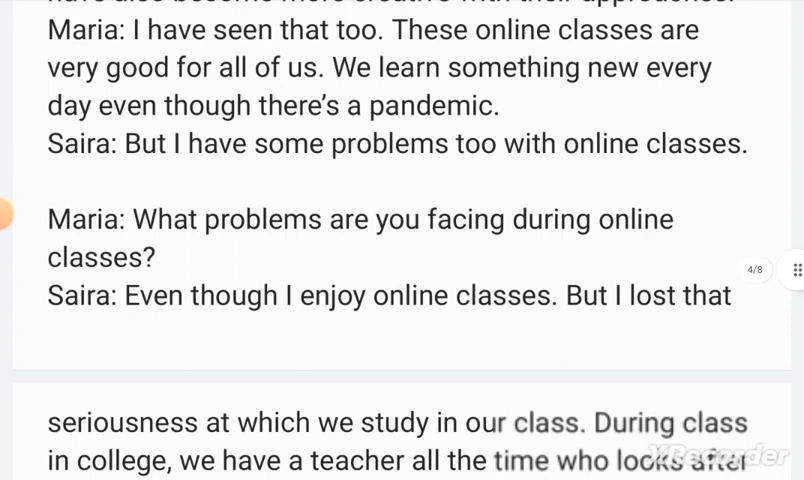 Maria: I have seen that too. These online classes are
very good for all of us. We learn something new every
day even though there’s a pandemic.
Saira: But I have some problems too with online classes.
Maria: What problems are you facing during online
classes?
4/8
Saira: Even though I enjoy online classes. But I lost that
seriousness at which we study in our class. During class
in college, we have a teacher all the time who looks after
XRecorder